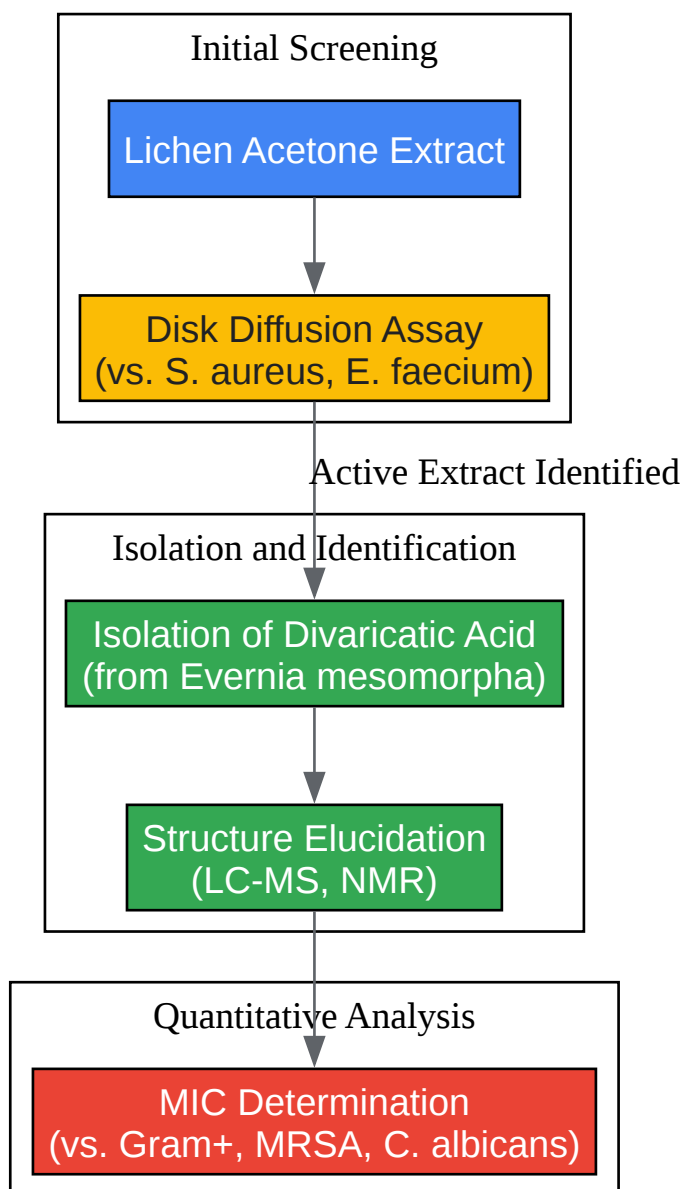 Initial Screening
Lichen Acetone Extract
Disk Diffusion Assay
(vs. S. aureus, E. faecium)
Active Extract Identified
Isolation and Identification
Isolation of Divaricatic Acid
(from Evernia mesomorpha)
Structure Elucidation
(LC-MS, NMR)
Quantitative Analysis
MIC Determination
(vs. Gram+, MRSA, C. albicans)